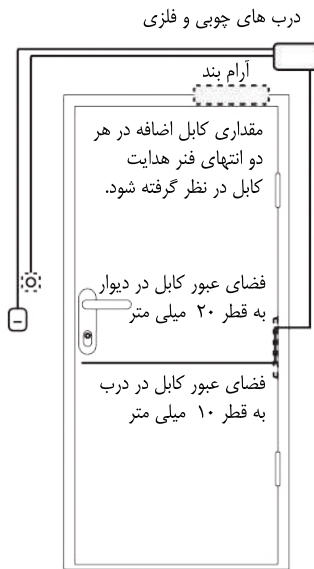 درب های چوبی و فلزی
آرام بند
مقداری کابل اضافه در هر
دو انتهای فنر هدایت
کابل در نظر گرفته شود.
فضای عبور کابل در دیوار
به قطر ۲۰ میلی متر
فضای عبور کابل در درب
به قطر ۱۰ میلی متر